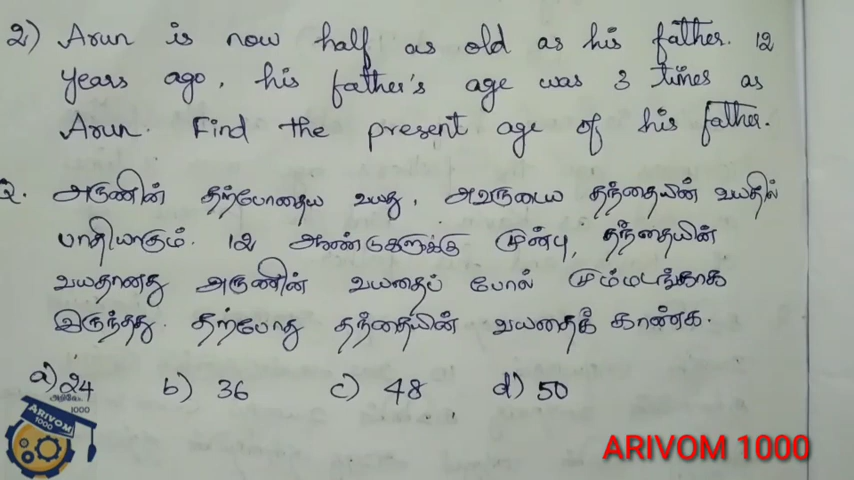 2) Arun is now half as old as his father. 12
years ago, his father's age was 3 times as
Arun. Find the present age of his father.
2. அருணின் தற்போதைய வயது, அவருடைய தந்தையின் வயதில்
பாதியாகும். 12 ஆண்டுகளுக்கு முன்பு, தந்தையின்
வயதானது அருணின் வயதைப் போல் மும்மடங்காக
இருந்தது. தற்போது தந்தையின் வயதைக் காண்க.
a) 24 b) 36 c) 48 d) 50
அறிவோம் 1000
ARIVOM 1000
ARIVOM 1000